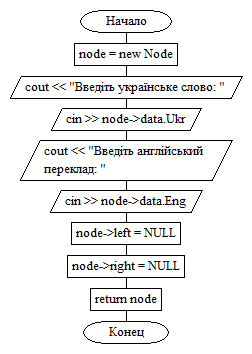 Начало
node = new Node
cout << "Введіть українське слово: "
cin >> node->data.Ukr
cout << "Введіть англійський
переклад: "
cin >> node->data.Eng
node->left = NULL
node->right = NULL
return node
Конец